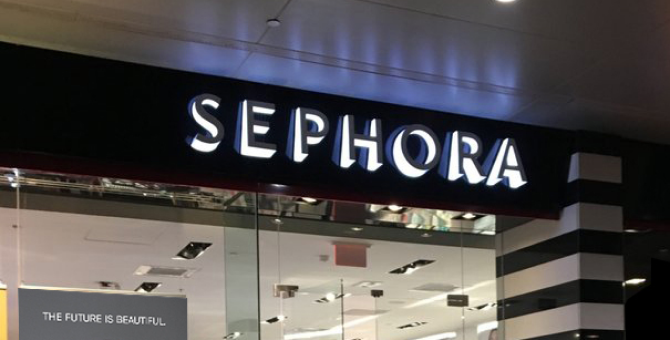 SEPHORA
THE FUTURE IS BEAUTIFUL.